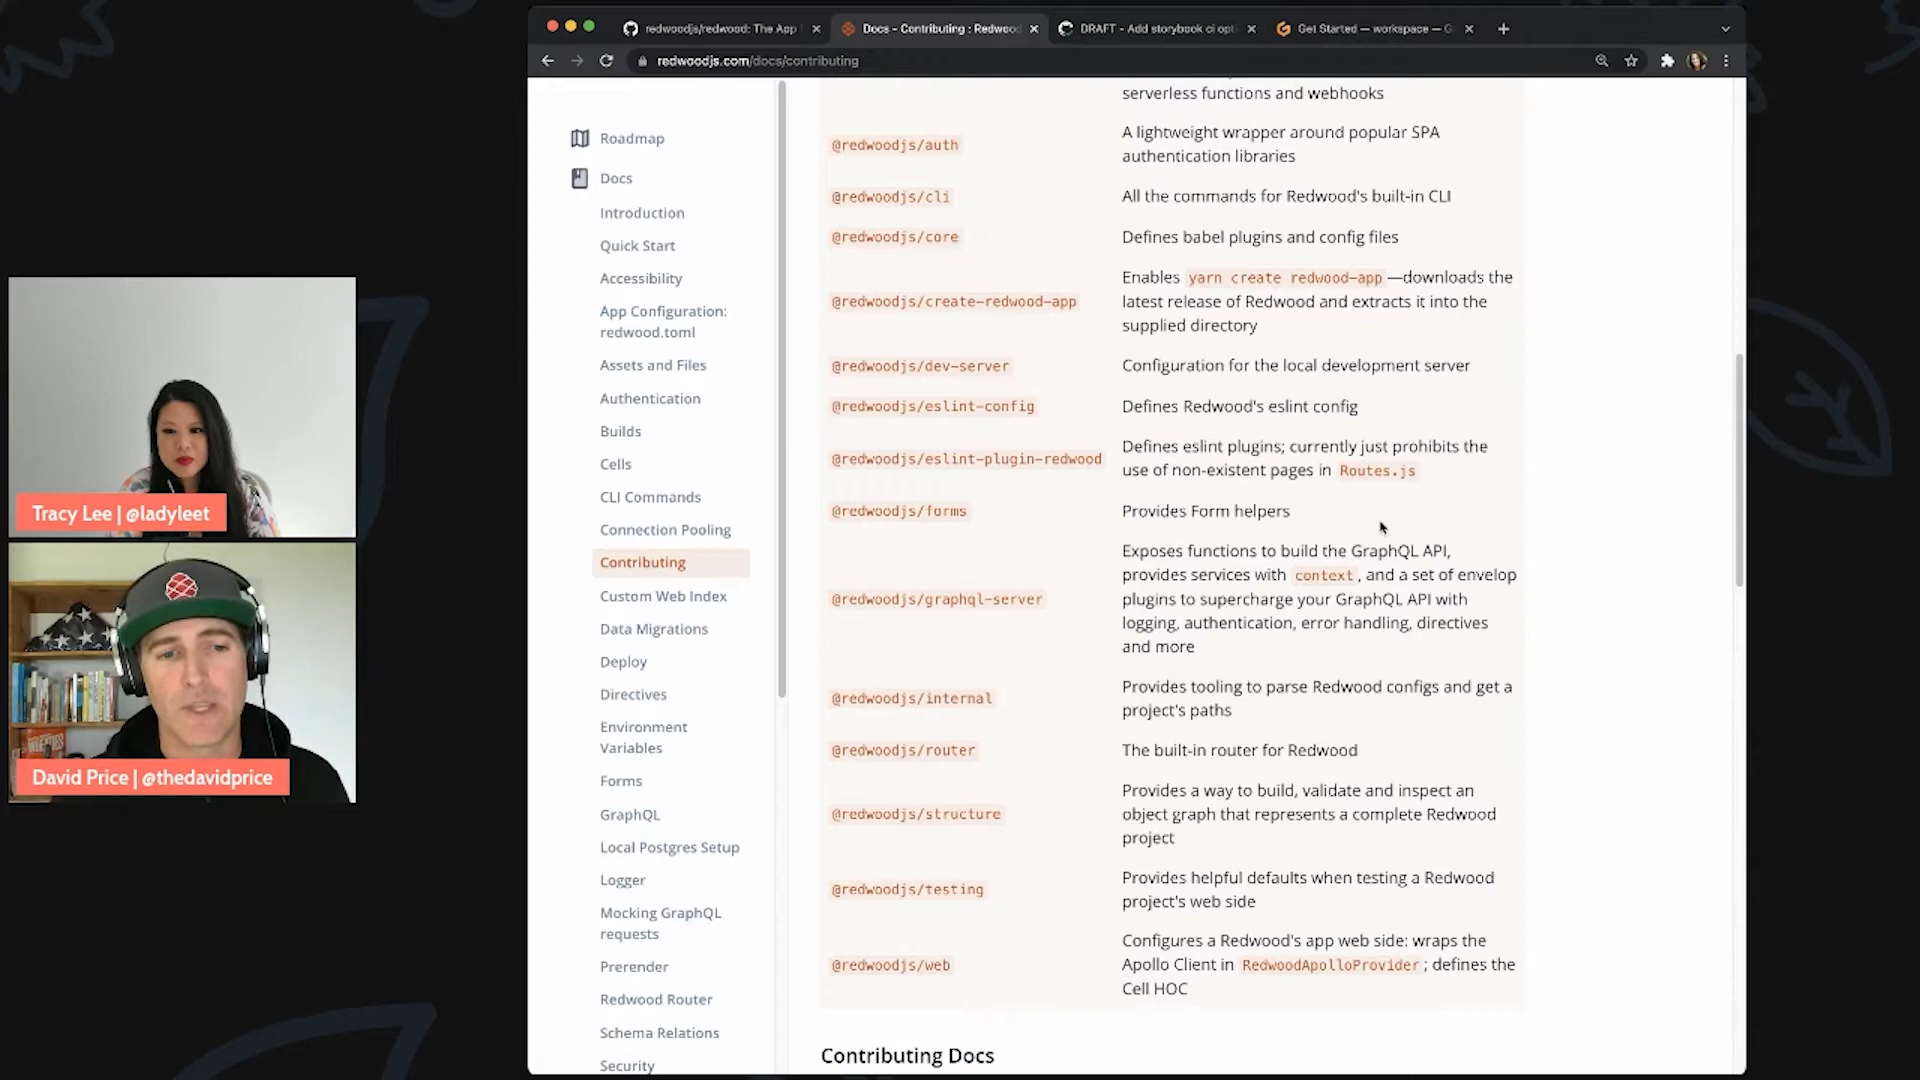 redwoodjs/redwood: The App
Docs - Contributing : Redwood
DRAFT - Add storybook ci opti
Get Started — workspace — G
redwoodjs.com/docs/contributing
Roadmap
Docs
Introduction
Quick Start
Accessibility
App Configuration:
redwood.toml
Assets and Files
Authentication
Builds
Cells
CLI Commands
Connection Pooling
Contributing
Custom Web Index
Data Migrations
Deploy
Directives
Environment
Variables
Forms
GraphQL
Local Postgres Setup
Logger
Mocking GraphQL
requests
Prerender
Redwood Router
Schema Relations
Security
serverless functions and webhooks
@redwoodjs/auth
A lightweight wrapper around popular SPA
authentication libraries
@redwoodjs/cli
All the commands for Redwood's built-in CLI
@redwoodjs/core
Defines babel plugins and config files
@redwoodjs/create-redwood-app
Enables yarn create redwood-app—downloads the
latest release of Redwood and extracts it into the
supplied directory
@redwoodjs/dev-server
Configuration for the local development server
@redwoodjs/eslint-config
Defines Redwood's eslint config
@redwoodjs/eslint-plugin-redwood
Defines eslint plugins; currently just prohibits the
use of non-existent pages in Routes.js
@redwoodjs/forms
Provides Form helpers
@redwoodjs/graphql-server
Exposes functions to build the GraphQL API,
provides services with context, and a set of envelop
plugins to supercharge your GraphQL API with
logging, authentication, error handling, directives
and more
@redwoodjs/internal
Provides tooling to parse Redwood configs and get a
project's paths
@redwoodjs/router
The built-in router for Redwood
@redwoodjs/structure
Provides a way to build, validate and inspect an
object graph that represents a complete Redwood
project
@redwoodjs/testing
Provides helpful defaults when testing a Redwood
project's web side
@redwoodjs/web
Configures a Redwood's app web side: wraps the
Apollo Client in RedwoodApolloProvider; defines the
Cell HOC
Contributing Docs
Tracy Lee | @ladyleet
David Price | @thedavidprice